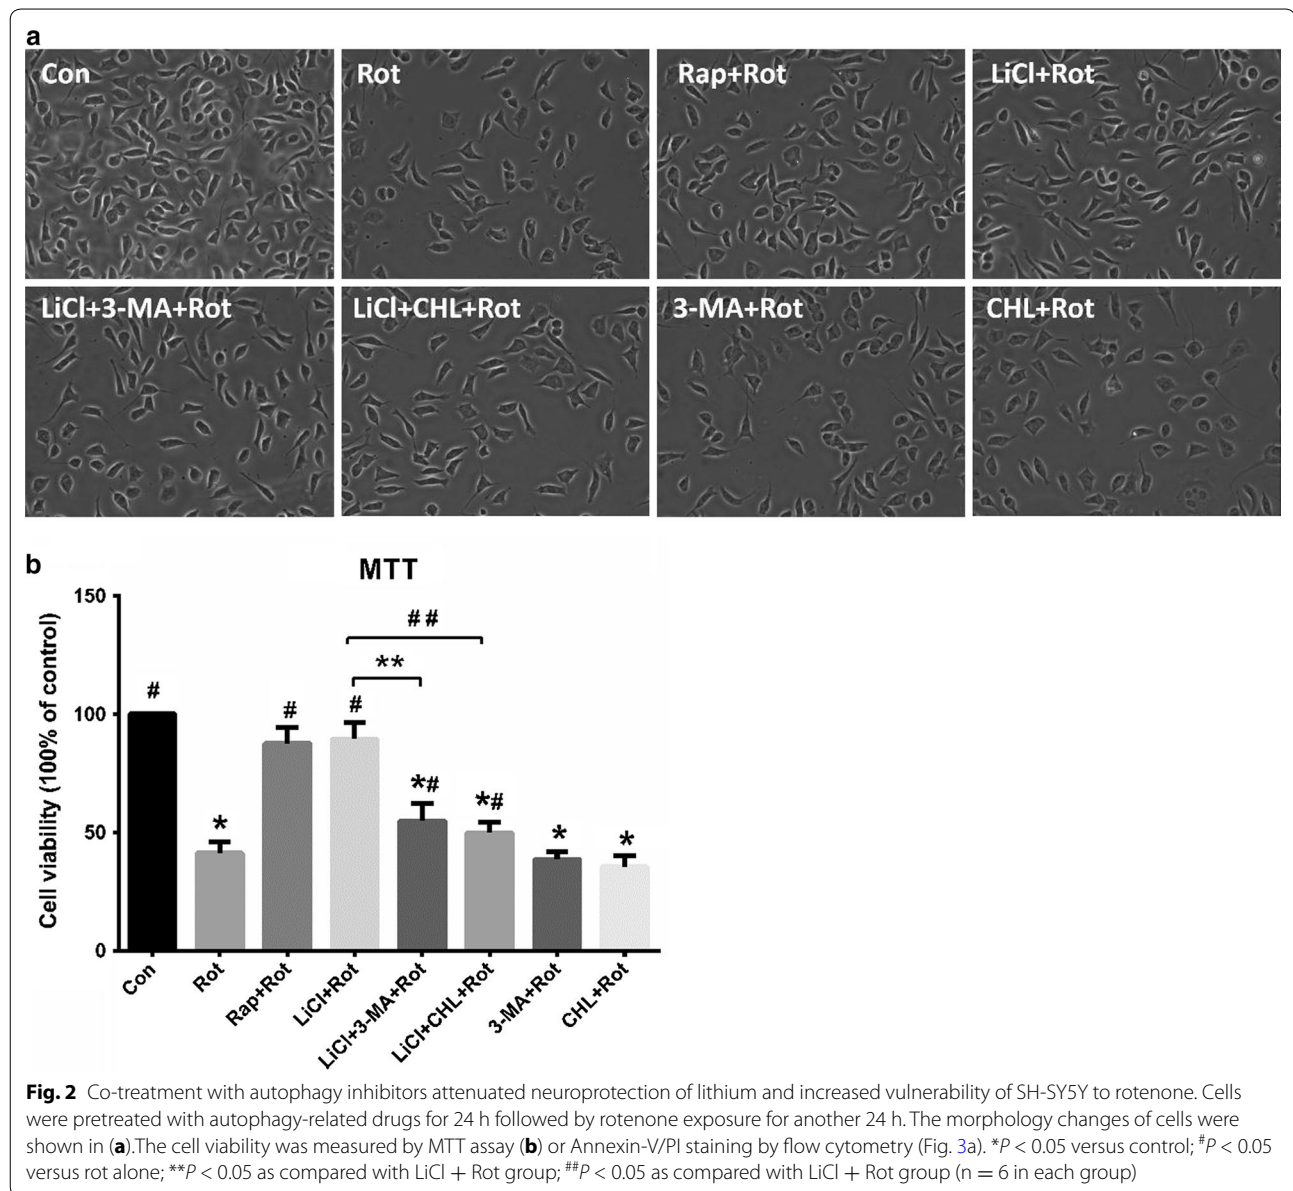 a
Con
Rot
Rap+Rot
LiCl+Rot
LiCl+3-MA+Rot
LiCl+CHL+Rot
3-MA+Rot
CHL+Rot
b
MTT
Cell viability (100% of control)
150
100
50
0
#
*
#
#
*#
*#
*
*
**
##
Con
Rot
Rap+Rot
LiCl+Rot
LiCl+3-MA+Rot
LiCl+CHL+Rot
3-MA+Rot
CHL+Rot
Fig. 2 Co-treatment with autophagy inhibitors attenuated neuroprotection of lithium and increased vulnerability of SH-SY5Y to rotenone. Cells
were pretreated with autophagy-related drugs for 24 h followed by rotenone exposure for another 24 h. The morphology changes of cells were
shown in (a).The cell viability was measured by MTT assay (b) or Annexin-V/PI staining by flow cytometry (Fig. 3a). *P < 0.05 versus control; #P < 0.05
versus rot alone; **P < 0.05 as compared with LiCl + Rot group; ##P < 0.05 as compared with LiCl + Rot group (n = 6 in each group)